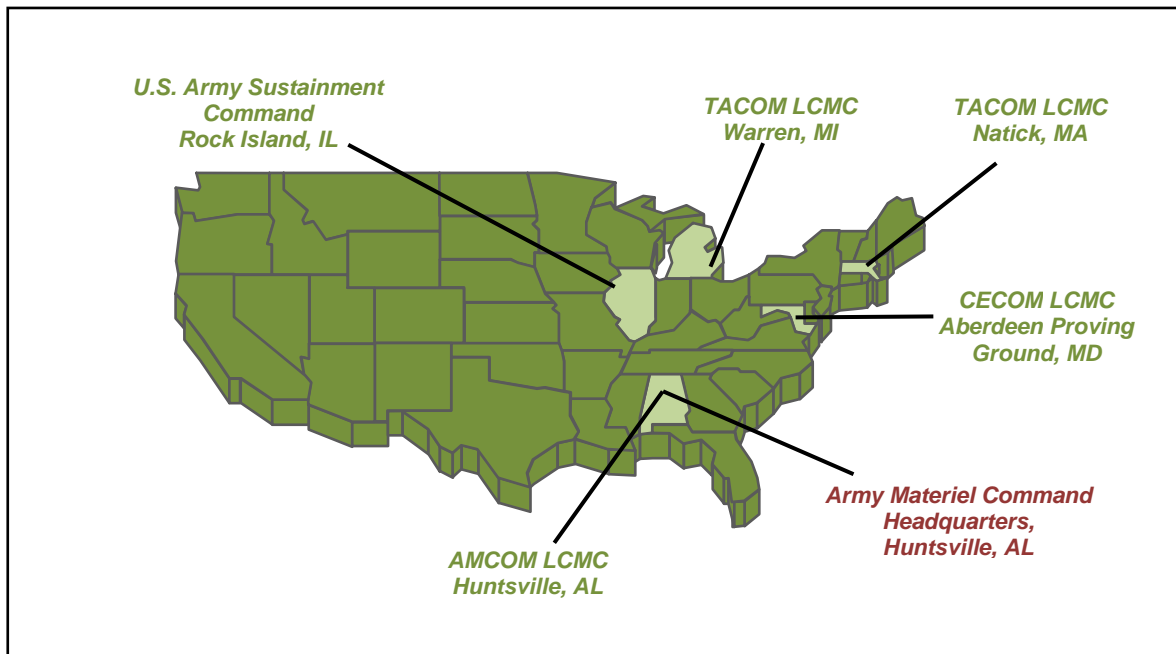 U.S. Army Sustainment
Command
Rock Island, IL
TACOM LCMC
Warren, MI
TACOM LCMC
Natick, MA
CECOM LCMC
Aberdeen Proving
Ground, MD
Army Materiel Command
Headquarters,
Huntsville, AL
AMCOM LCMC
Huntsville, AL